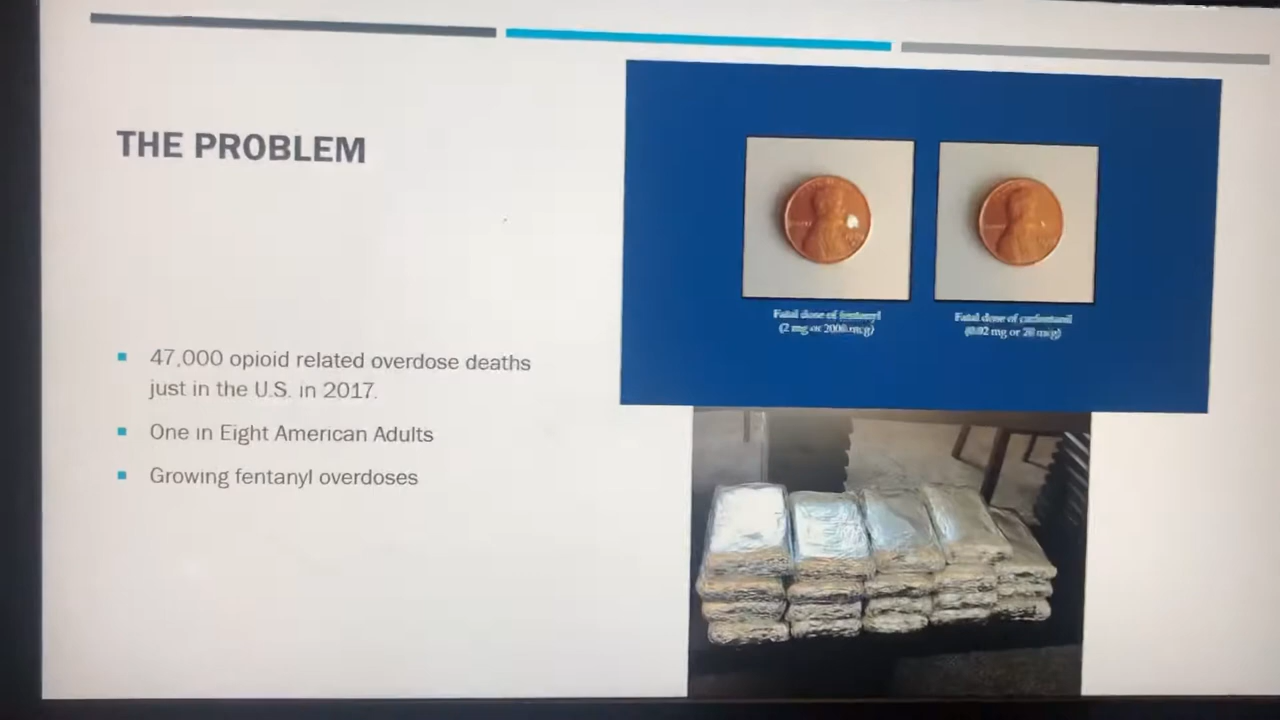 THE PROBLEM
47,000 opioid related overdose deaths
just in the U.S. in 2017.
One in Eight American Adults
Growing fentanyl overdoses
Fatal dose of fentanyl
(2 mg or 2000 mcg)
Fatal dose of carfentanil
(0.02 mg or 20 mcg)